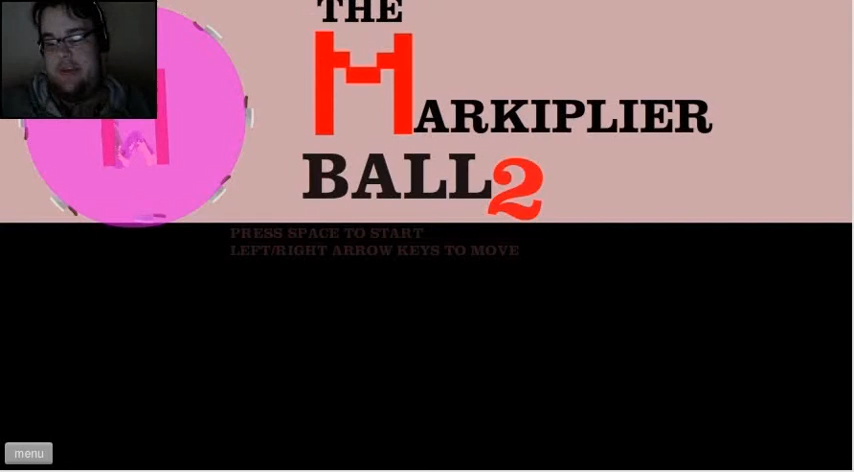 THE
MARKIPLIER
BALL2
PRESS SPACE TO START
LEFT/RIGHT ARROW KEYS TO MOVE
M
menu